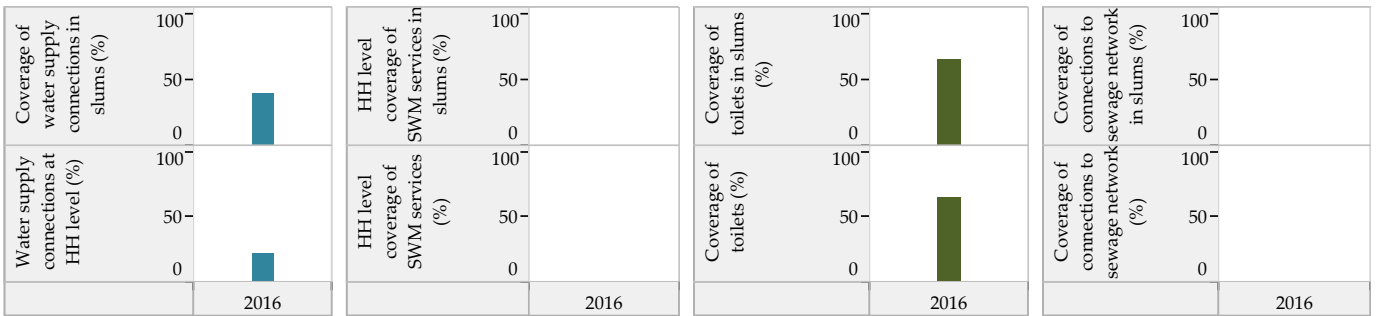 Coverage of
water supply
connections in
slums (%)
100
50
0
Water supply
connections at
HH level (%)
100
50
0
2016
HH level
coverage of
SWM services in
slums (%)
100
50
0
HH level
coverage of
SWM services
(%)
100
50
0
2016
Coverage of
toilets in slums
(%)
100
50
0
Coverage of
toilets (%)
100
50
0
2016
Coverage of
connections to
sewage network
in slums (%)
100
50
0
Coverage of
connections to
sewage network
(%)
100
50
0
2016